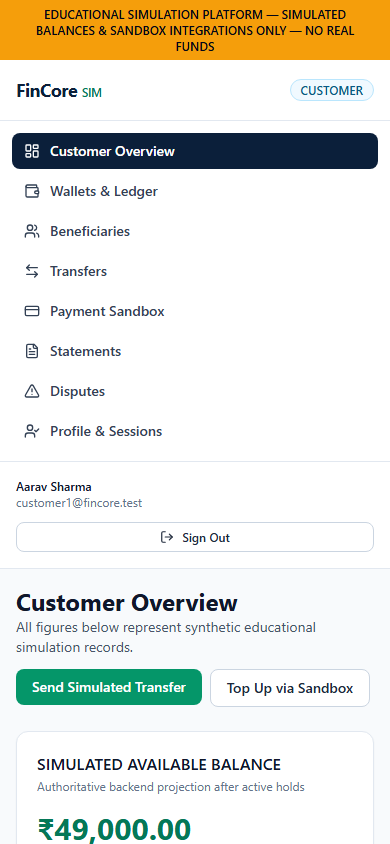 EDUCATIONAL SIMULATION PLATFORM — SIMULATED
BALANCES & SANDBOX INTEGRATIONS ONLY — NO REAL
FUNDS
FinCore SIM
CUSTOMER
Customer Overview
Wallets & Ledger
Beneficiaries
Transfers
Payment Sandbox
Statements
Disputes
Profile & Sessions
Aarav Sharma
customer1@fincore.test
Sign Out
Customer Overview
All figures below represent synthetic educational
simulation records.
Send Simulated Transfer
Top Up via Sandbox
SIMULATED AVAILABLE BALANCE
Authoritative backend projection after active holds
₹49,000.00